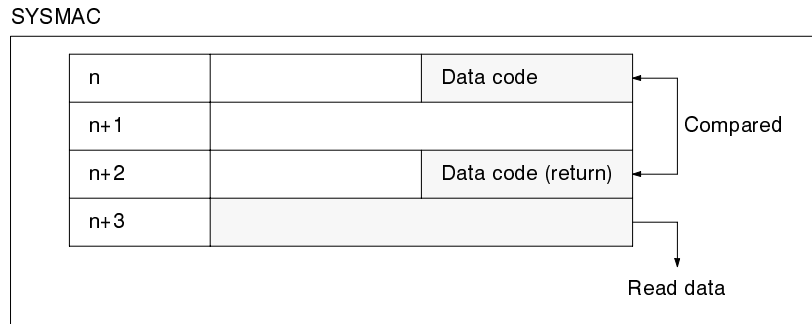 SYSMAC
n Data code
n+1
Compared
n+2 Data code (return)
n+3
Read data